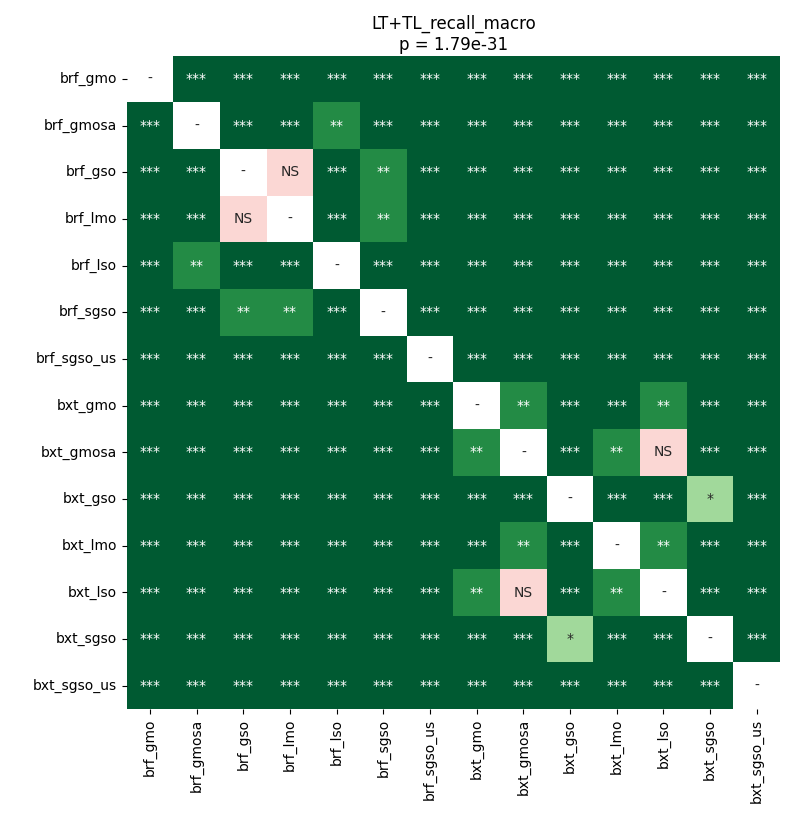 LT+TL_recall_macro
p = 1.79e-31
brf_gmo - *** *** *** *** *** *** *** *** *** *** *** *** ***
brf_gmosa *** - *** *** ** *** *** *** *** *** *** *** *** ***
brf_gso *** *** - NS *** ** *** *** *** *** *** *** *** ***
brf_lmo *** *** NS - *** ** *** *** *** *** *** *** *** ***
brf_lso *** ** *** *** - *** *** *** *** *** *** *** *** ***
brf_sgso *** *** ** ** *** - *** *** *** *** *** *** *** ***
brf_sgso_us *** *** *** *** *** *** - *** *** *** *** *** *** ***
bxt_gmo *** *** *** *** *** *** *** - ** *** *** ** *** ***
bxt_gmosa *** *** *** *** *** *** *** ** - *** ** NS *** ***
bxt_gso *** *** *** *** *** *** *** *** *** - *** *** * ***
bxt_lmo *** *** *** *** *** *** *** *** ** *** - ** *** ***
bxt_lso *** *** *** *** *** *** *** ** NS *** ** - *** ***
bxt_sgso *** *** *** *** *** *** *** *** *** * *** *** - ***
bxt_sgso_us *** *** *** *** *** *** *** *** *** *** *** *** *** -
brf_gmo brf_gmosa brf_gso brf_lmo brf_lso brf_sgso brf_sgso_us bxt_gmo bxt_gmosa bxt_gso bxt_lmo bxt_lso bxt_sgso bxt_sgso_us